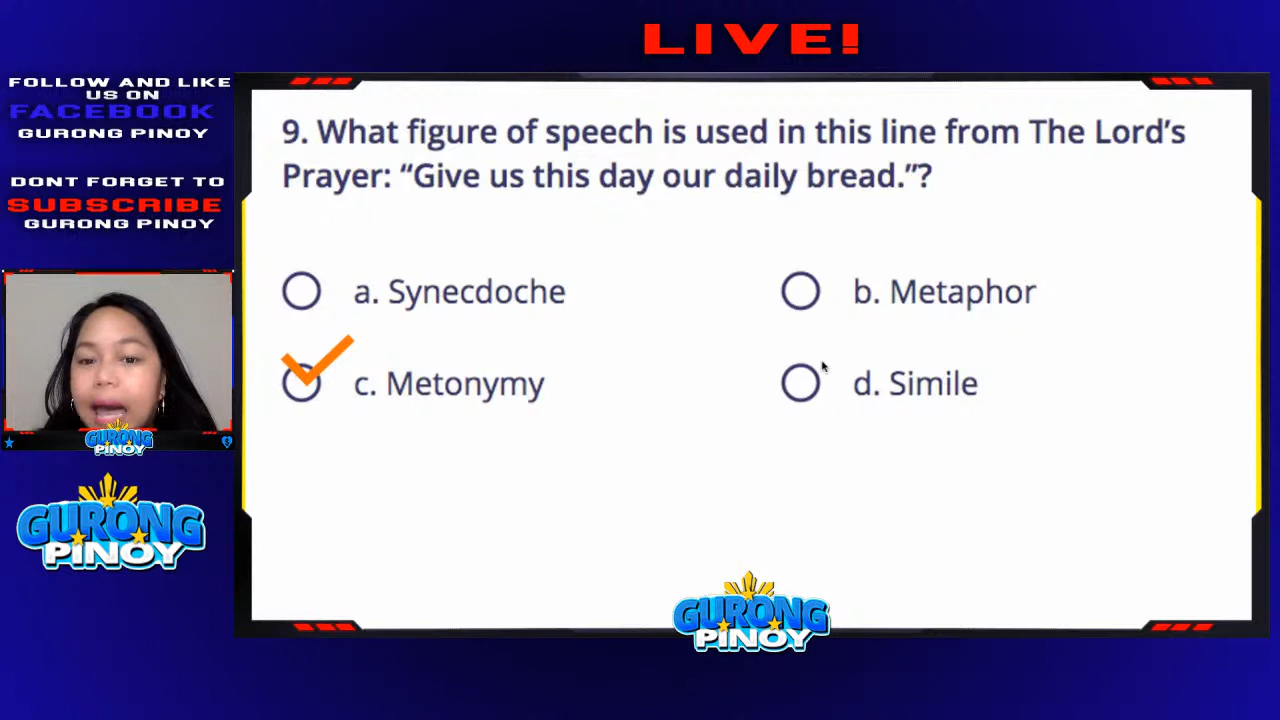 LIVE!
FOLLOW AND LIKE
US ON
FACEBOOK
GURONG PINOY
DONT FORGET TO
SUBSCRIBE
GURONG PINOY
9. What figure of speech is used in this line from The Lord’s
Prayer: “Give us this day our daily bread.”?
a. Synecdoche
b. Metaphor
c. Metonymy
d. Simile
GURONG
PINOY
GURONG
PINOY
GURONG
PINOY